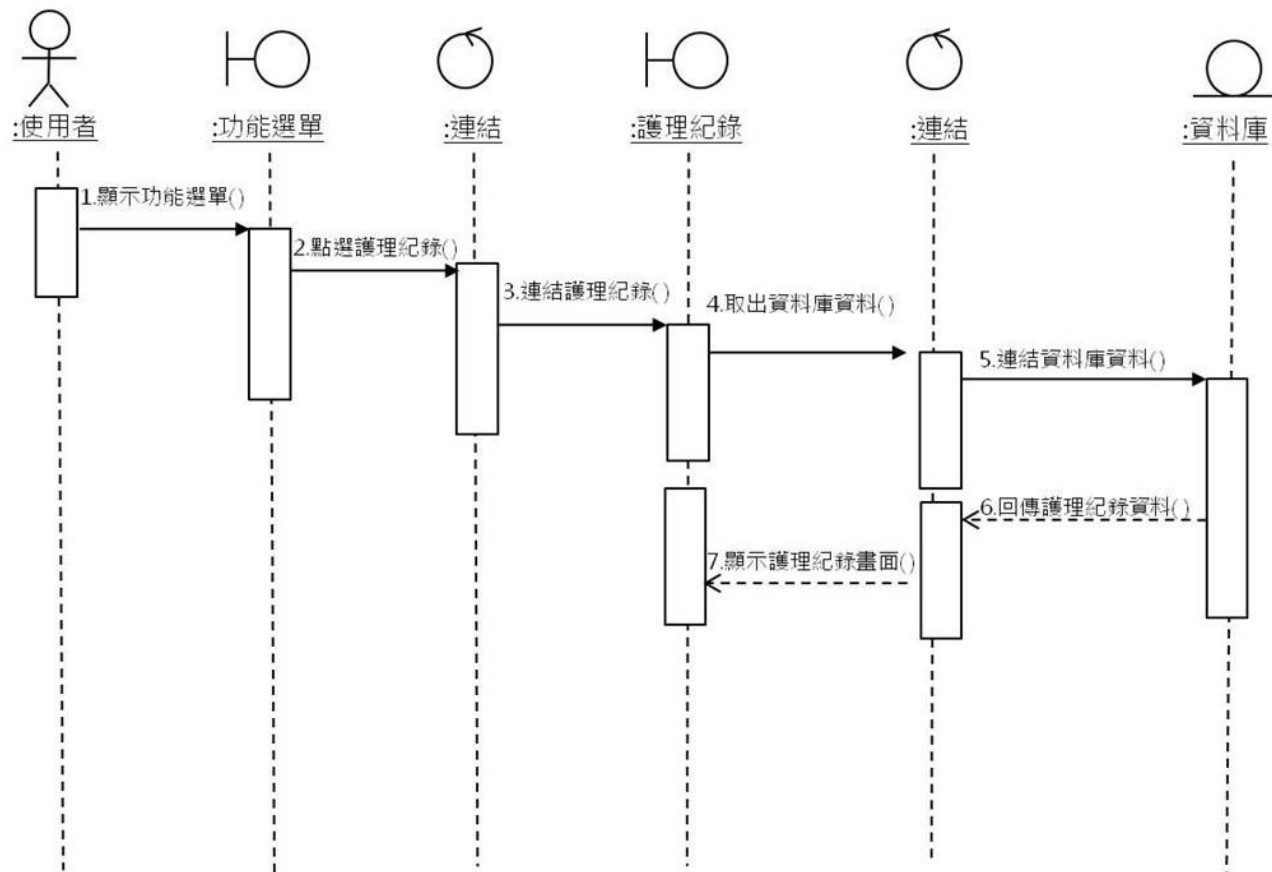 :使用者
:功能選單
:連結
:護理紀錄
:連結
:資料庫
1.顯示功能選單()
2.點選護理紀錄()
3.連結護理紀錄()
4.取出資料庫資料()
5.連結資料庫資料()
6.回傳護理紀錄資料()
7.顯示護理紀錄畫面()